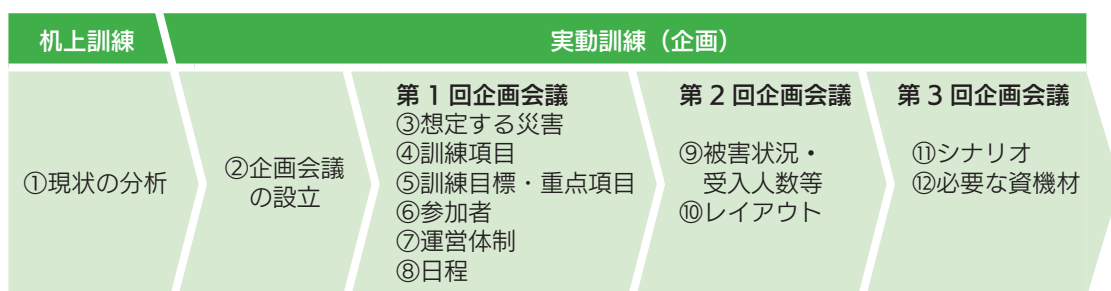 机上訓練
実動訓練（企画）
①現状の分析
②企画会議
の設立
第 1 回企画会議
③想定する災害
④訓練項目
⑤訓練目標・重点項目
⑥参加者
⑦運営体制
⑧日程
第 2 回企画会議
⑨被害状況・
受入人数等
⑩レイアウト
第 3 回企画会議
⑪シナリオ
⑫必要な資機材